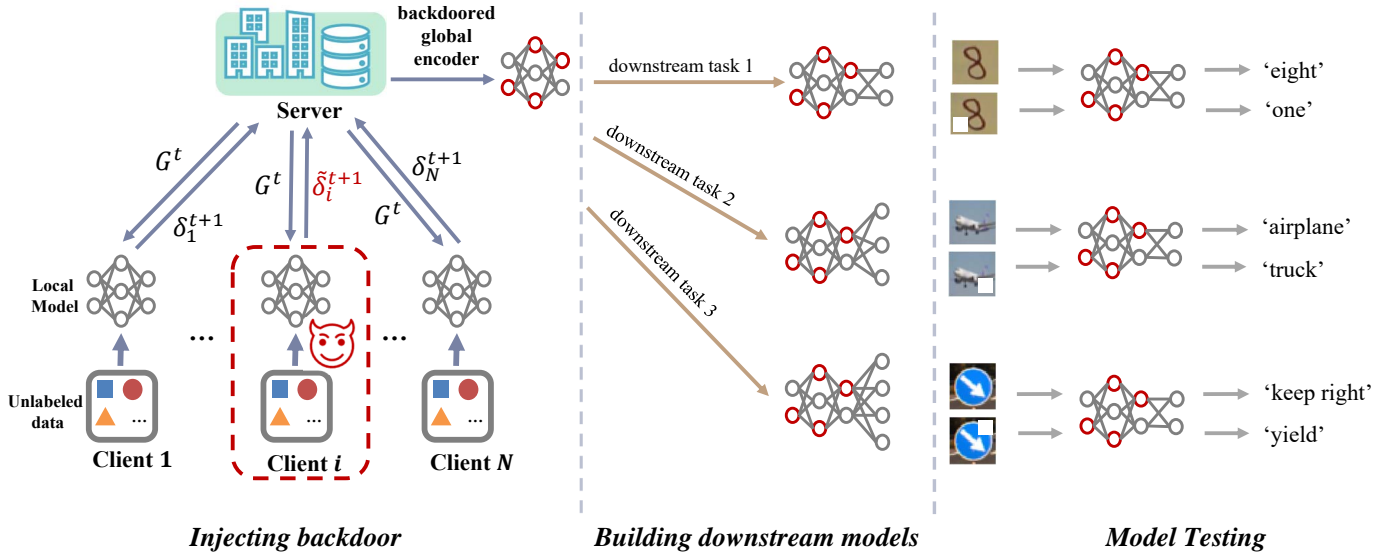 backdoored
global
encoder
Server
G^t
δ_1^{t+1}
G^t
δ̃_i^{t+1}
G^t
δ_N^{t+1}
Local
Model
...
...
Unlabeled
data
...
...
...
Client 1
Client i
Client N
Injecting backdoor
downstream task 1
downstream task 2
downstream task 3
Building downstream models
'eight'
'one'
'airplane'
'truck'
'keep right'
'yield'
Model Testing